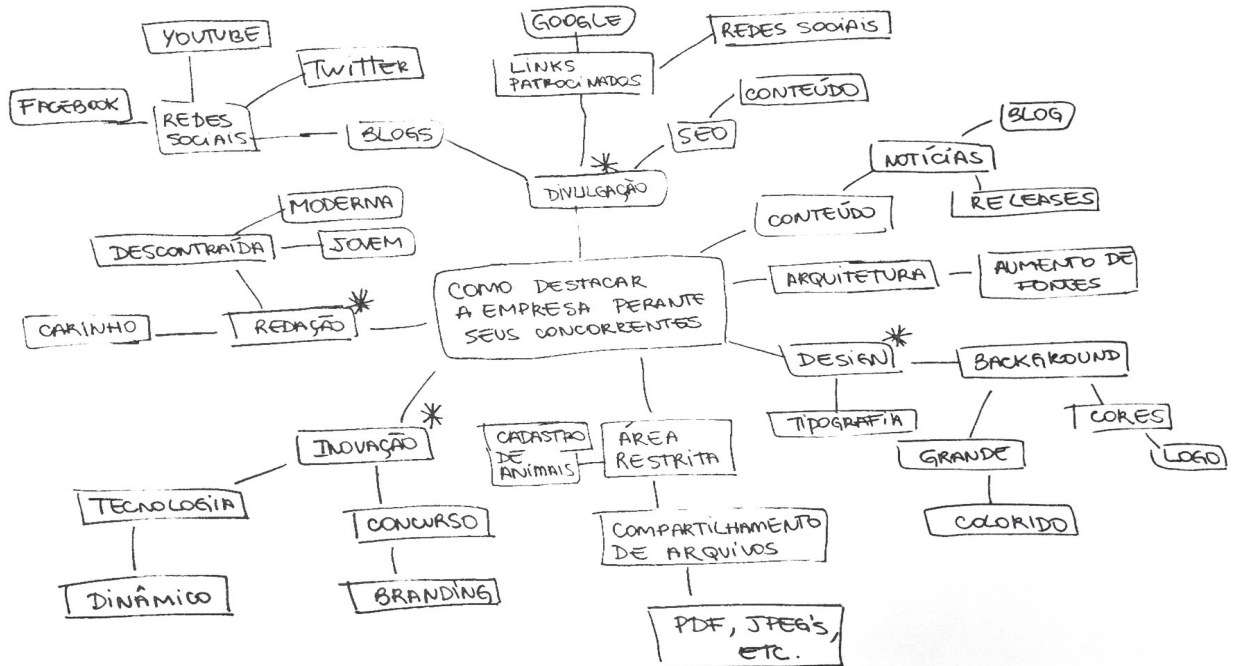 YOUTUBE
GOOGLE
REDES SOCIAIS
TWITTER
LINKS
PATROCINADOS
CONTEÚDO
FACEBOOK
REDES
SOCIAIS
BLOGS
SEO
BLOG
NOTÍCIAS
*
DIVULGAÇÃO
RELEASES
CONTEÚDO
MODERNA
DESCONTRAÍDA
JOVEM
ARQUITETURA
AUMENTO DE
FONTES
COMO DESTACAR
A EMPRESA PERANTE
SEUS CONCORRENTES
CARINHO
REDAÇÃO *
DESIGN *
BACKGROUND
TIPOGRAFIA
CORES
LOGO
GRANDE
COLORIDO
INOVAÇÃO *
CADASTRO
DE
ANIMAIS
ÁREA
RESTRITA
TECNOLOGIA
CONCURSO
COMPARTILHAMENTO
DE ARQUIVOS
DINÂMICO
BRANDING
PDF, JPEG'S,
ETC.